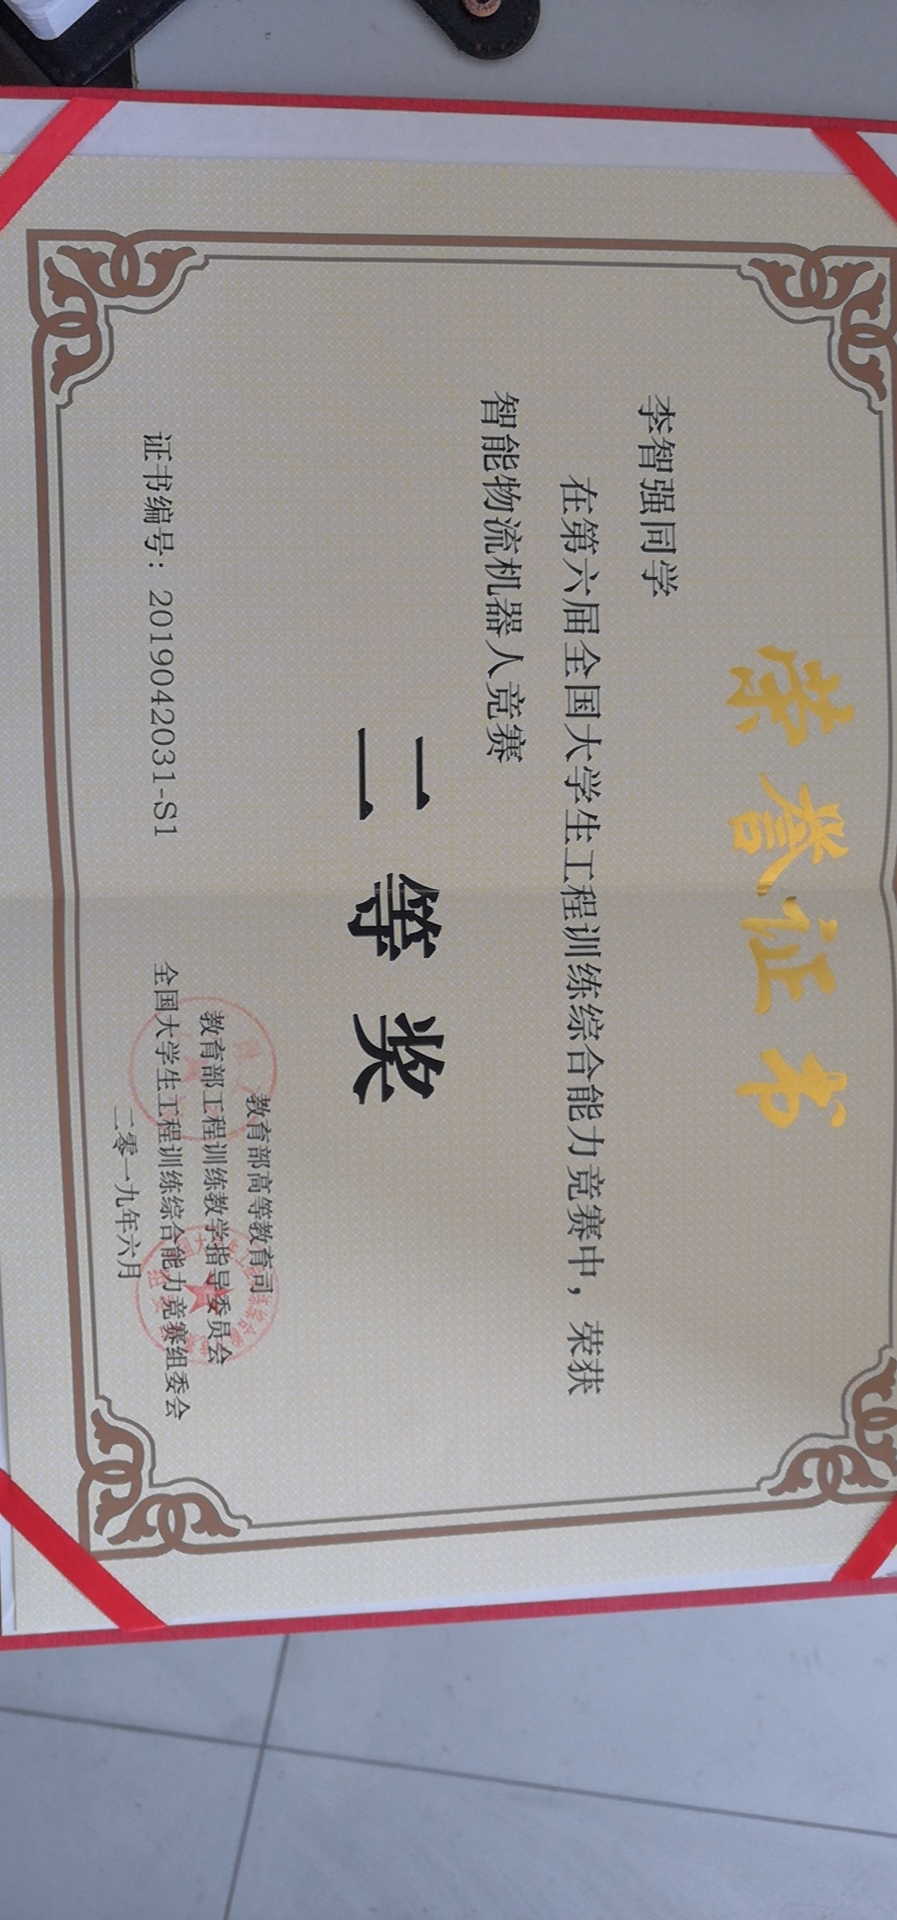 荣誉证书
李智强同学
在第六届全国大学生工程训练综合能力竞赛中，荣获
智能物流机器人竞赛
二等奖
教育部高等教育司
教育部工程训练教学指导委员会
证书编号：2019042031-S1
全国大学生工程训练综合能力竞赛组委会
二零一九年六月